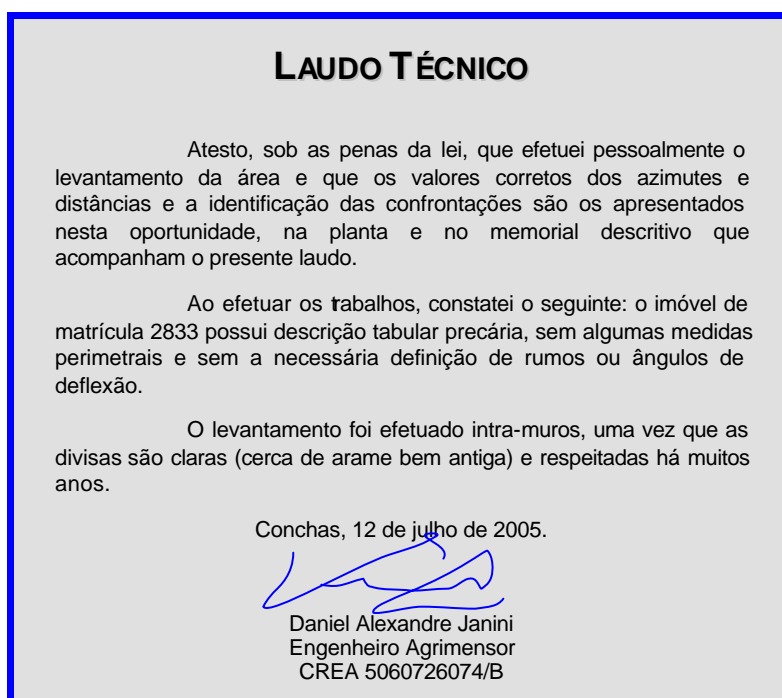 LAUDO TÉCNICO
Atesto, sob as penas da lei, que efetuei pessoalmente o
levantamento da área e que os valores corretos dos azimutes e
distâncias e a identificação das confrontações são os apresentados
nesta oportunidade, na planta e no memorial descritivo que
acompanham o presente laudo.
Ao efetuar os trabalhos, constatei o seguinte: o imóvel de
matrícula 2833 possui descrição tabular precária, sem algumas medidas
perimetrais e sem a necessária definição de rumos ou ângulos de
deflexão.
O levantamento foi efetuado intra-muros, uma vez que as
divisas são claras (cerca de arame bem antiga) e respeitadas há muitos
anos.
Conchas, 12 de julho de 2005.
Daniel Alexandre Janini
Engenheiro Agrimensor
CREA 5060726074/B